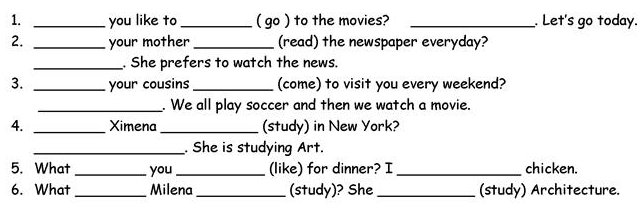 1. ________ you like to ________ ( go ) to the movies? ______________. Let's go today.
2. ________ your mother _________ (read) the newspaper everyday?
__________. She prefers to watch the news.
3. ________ your cousins _________ (come) to visit you every weekend?
______________. We all play soccer and then we watch a movie.
4. ________ Ximena ___________ (study) in New York?
_________________. She is studying Art.
5. What ________ you __________ (like) for dinner? I ______________ chicken.
6. What ________ Milena __________ (study)? She ___________ (study) Architecture.